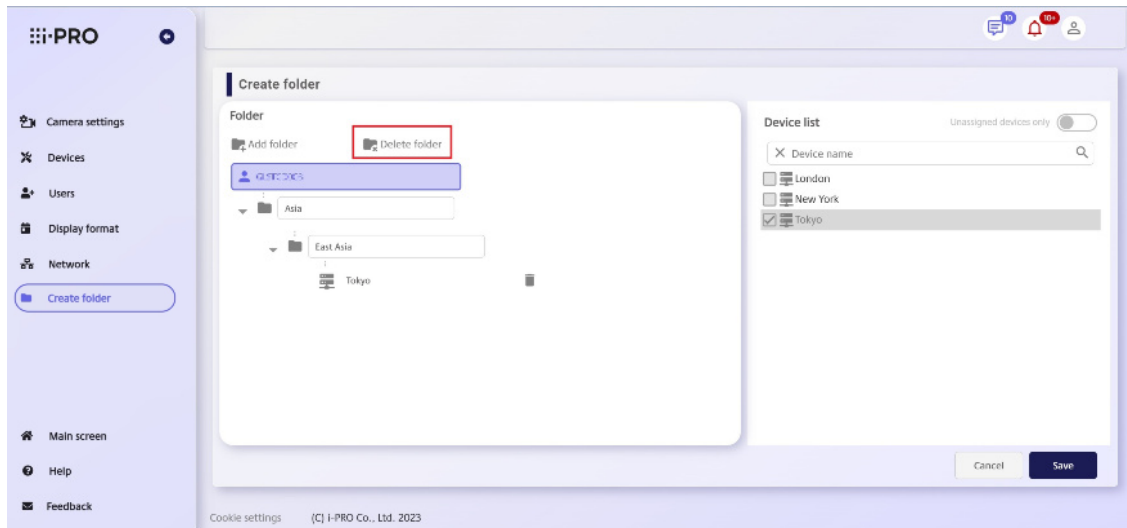 i-PRO
10
10+
Camera settings
Devices
Users
Display format
Network
Create folder
Main screen
Help
Feedback
Create folder
Folder
Add folder
Delete folder
Asia
East Asia
Tokyo
Device list
Unassigned devices only
Device name
London
New York
Tokyo
Cancel
Save
Cookie settings
(C) i-PRO Co., Ltd. 2023